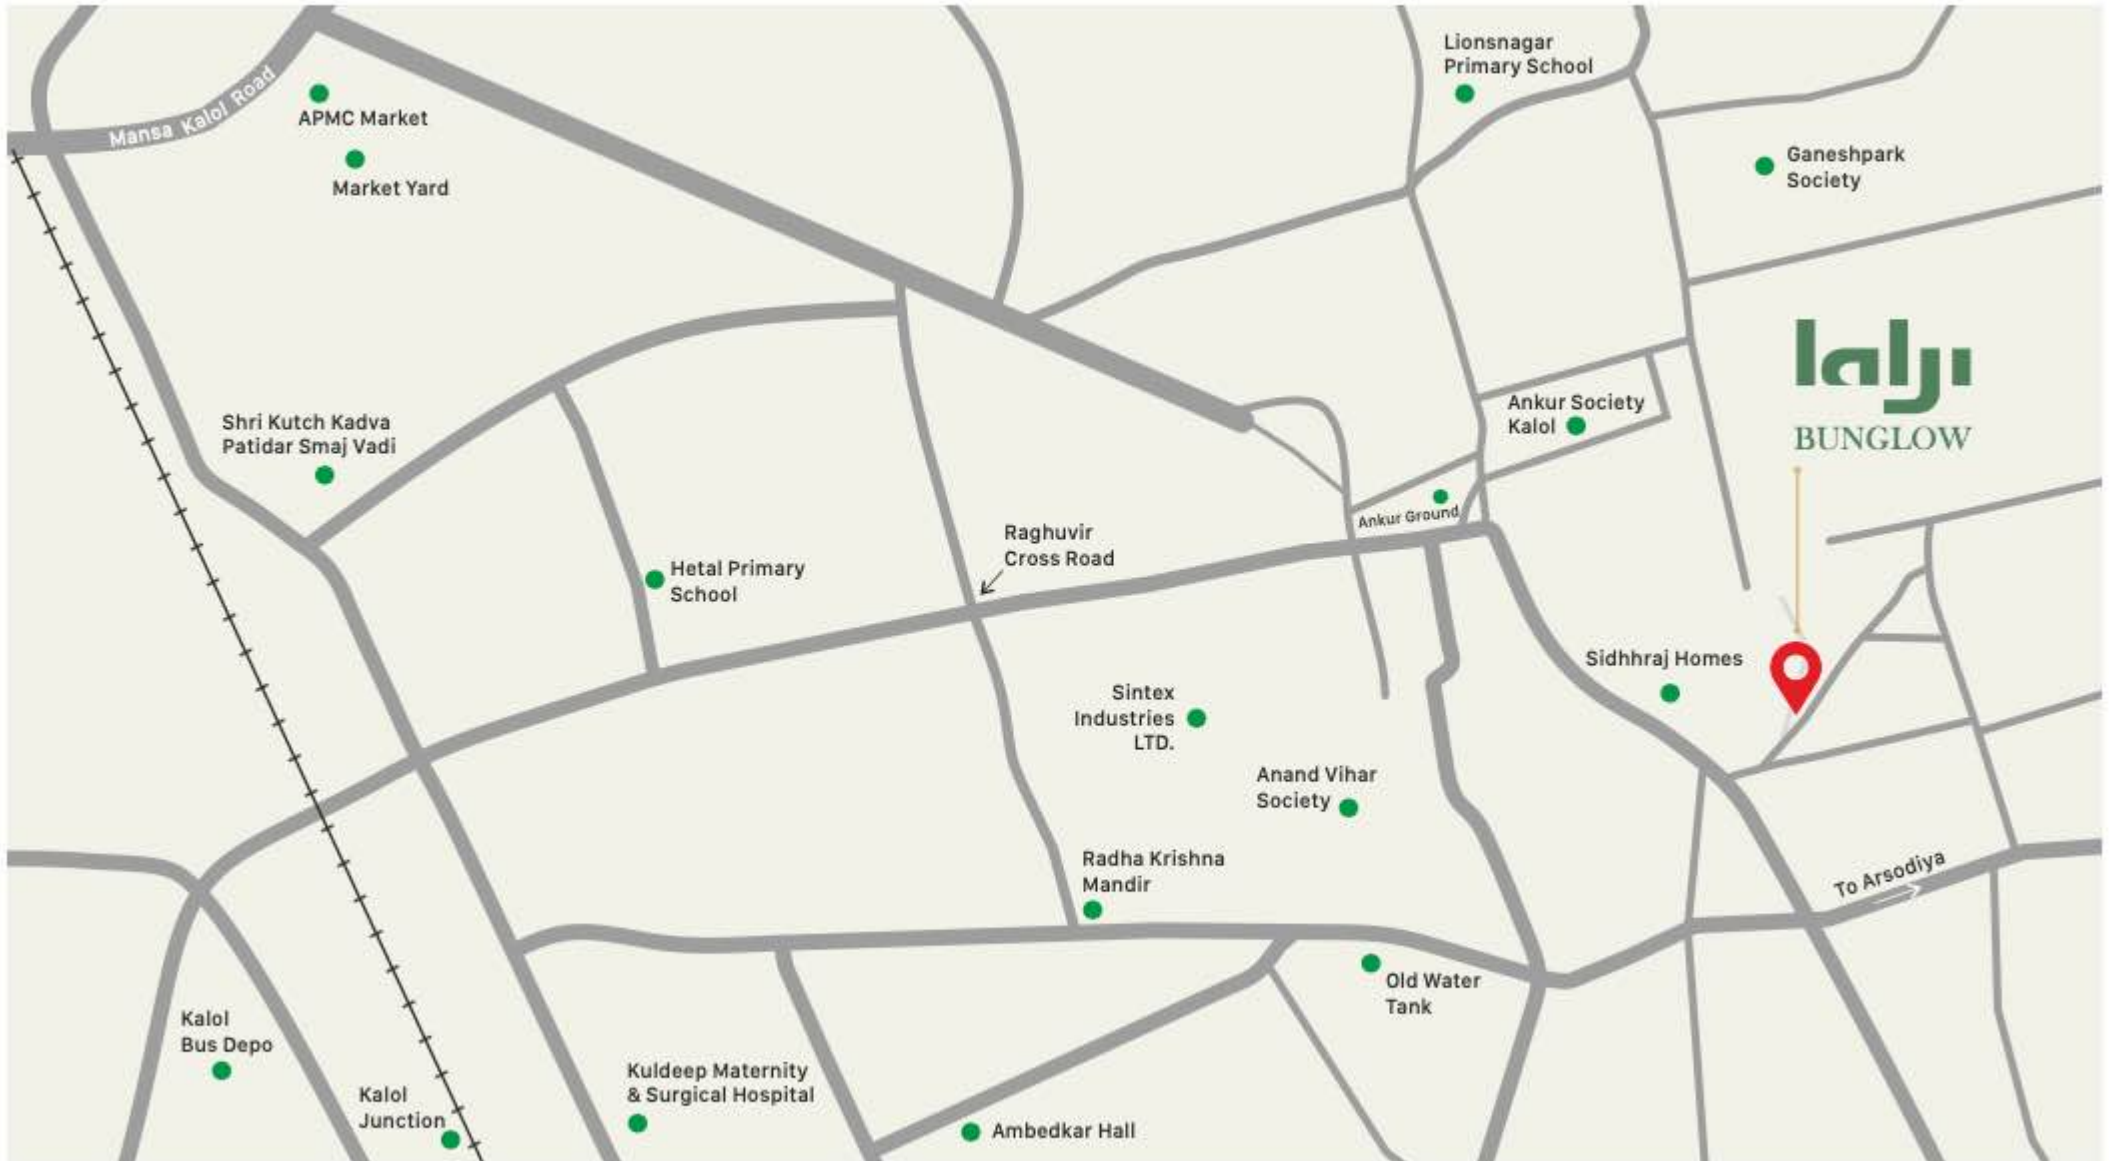 Lionsnagar
Primary School
Mansa Kalol Road
APMC Market
Market Yard
Ganeshpark
Society
lalji
BUNGLOW
Ankur Society
Kalol
Shri Kutch Kadva
Patidar Smaj Vadi
Ankur Ground
Raghuvir
Cross Road
Hetal Primary
School
Sidhhraj Homes
Sintex
Industries
LTD.
Anand Vihar
Society
Radha Krishna
Mandir
To Arsodiya
Old Water
Tank
Kalol
Bus Depo
Kuldeep Maternity
& Surgical Hospital
Kalol
Junction
Ambedkar Hall